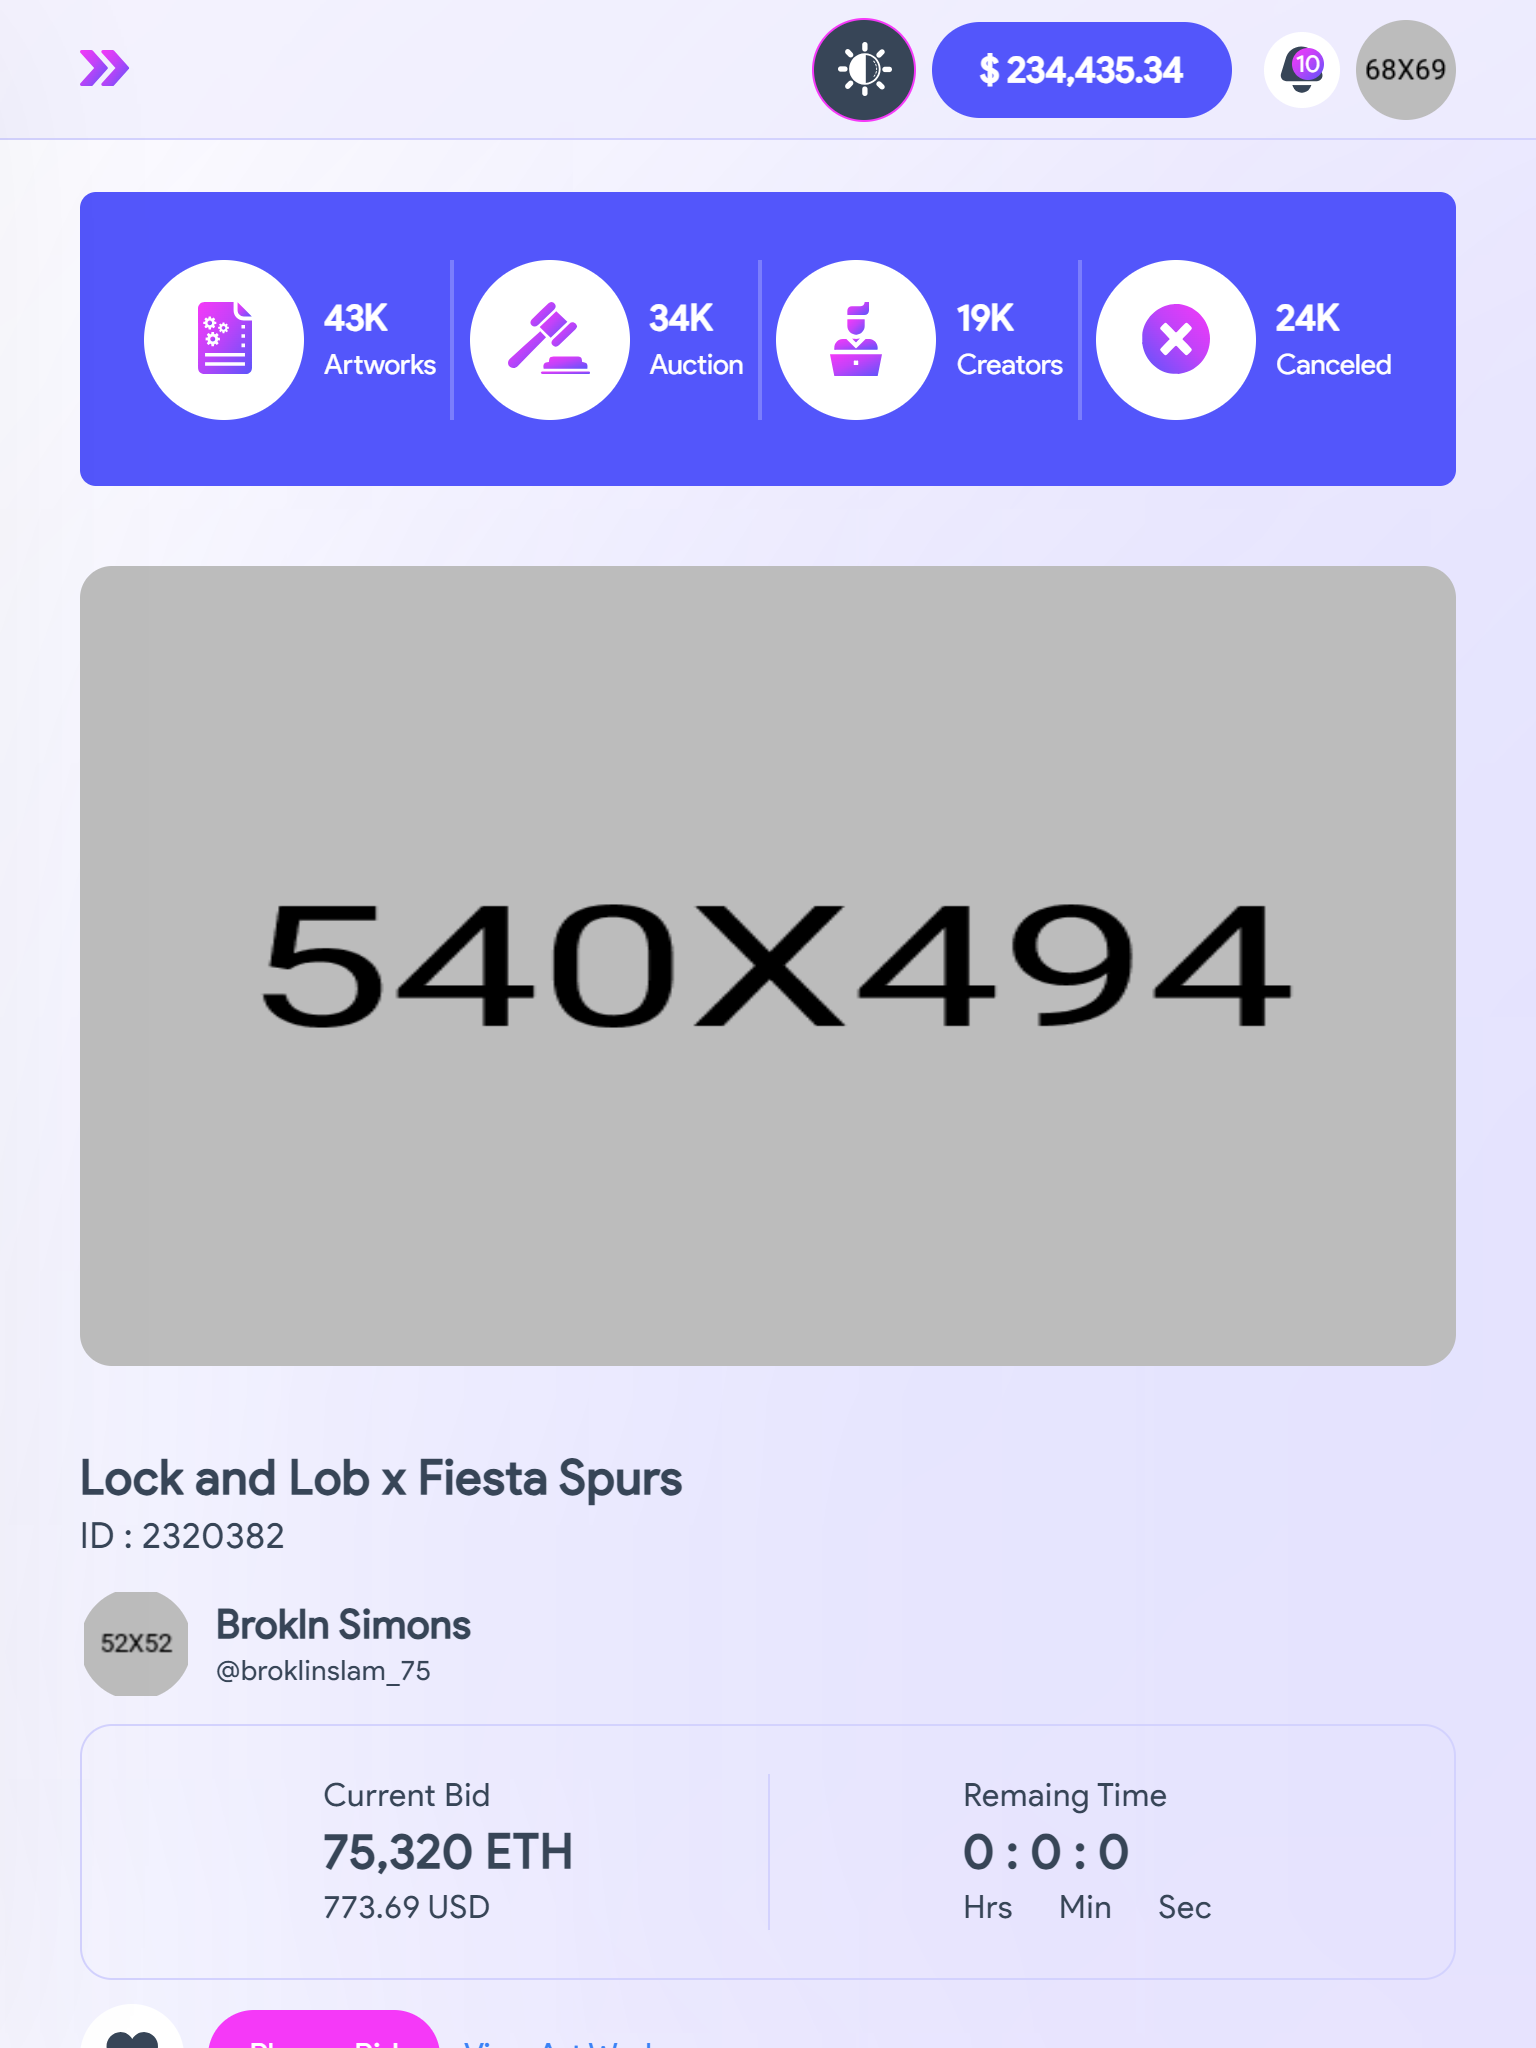 $ 234,435.34
10
68X69
43K
Artworks
34K
Auction
19K
Creators
24K
Canceled
540X494
Lock and Lob x Fiesta Spurs
ID : 2320382
52X52
Brokln Simons
@broklinslam_75
Current Bid
75,320 ETH
773.69 USD
Remaing Time
0 : 0 : 0
Hrs Min Sec